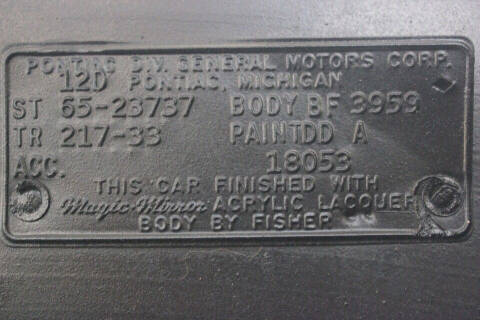 PONTIAC DIV. GENERAL MOTORS CORP.
12D PONTIAC, MICHIGAN
ST 65-23737 BODY BF 3959
TR 217-33 PAINT DD A
ACC. 18053
THIS CAR FINISHED WITH
Magic-Mirror ACRYLIC LACQUER
BODY BY FISHER